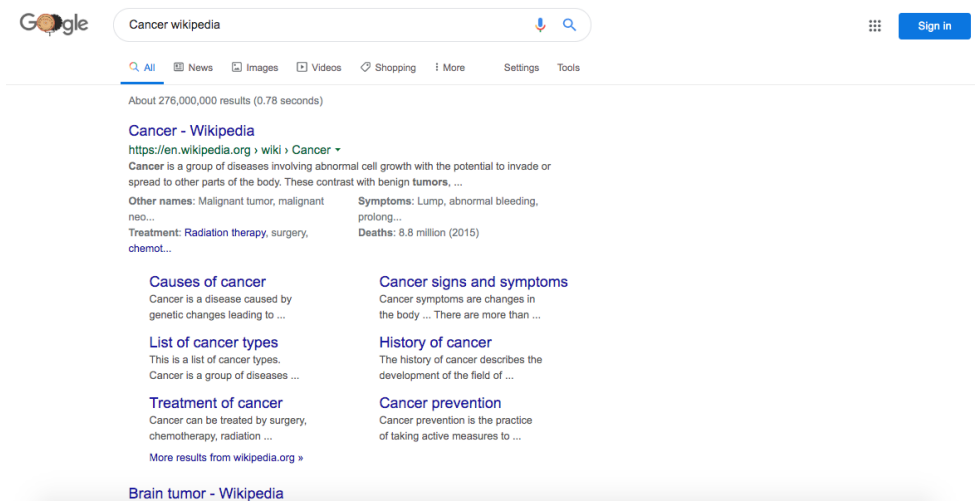 Google
Cancer wikipedia
Sign in
All News Images Videos Shopping More Settings Tools
About 276,000,000 results (0.78 seconds)
Cancer - Wikipedia
https://en.wikipedia.org › wiki › Cancer
Cancer is a group of diseases involving abnormal cell growth with the potential to invade or
spread to other parts of the body. These contrast with benign tumors, ...
Other names: Malignant tumor, malignant
neo...
Treatment: Radiation therapy, surgery,
chemot...
Symptoms: Lump, abnormal bleeding,
prolong...
Deaths: 8.8 million (2015)
Causes of cancer
Cancer is a disease caused by
genetic changes leading to ...
Cancer signs and symptoms
Cancer symptoms are changes in
the body ... There are more than ...
List of cancer types
This is a list of cancer types.
Cancer is a group of diseases ...
History of cancer
The history of cancer describes the
development of the field of ...
Treatment of cancer
Cancer can be treated by surgery,
chemotherapy, radiation ...
Cancer prevention
Cancer prevention is the practice
of taking active measures to ...
More results from wikipedia.org »
Brain tumor - Wikipedia